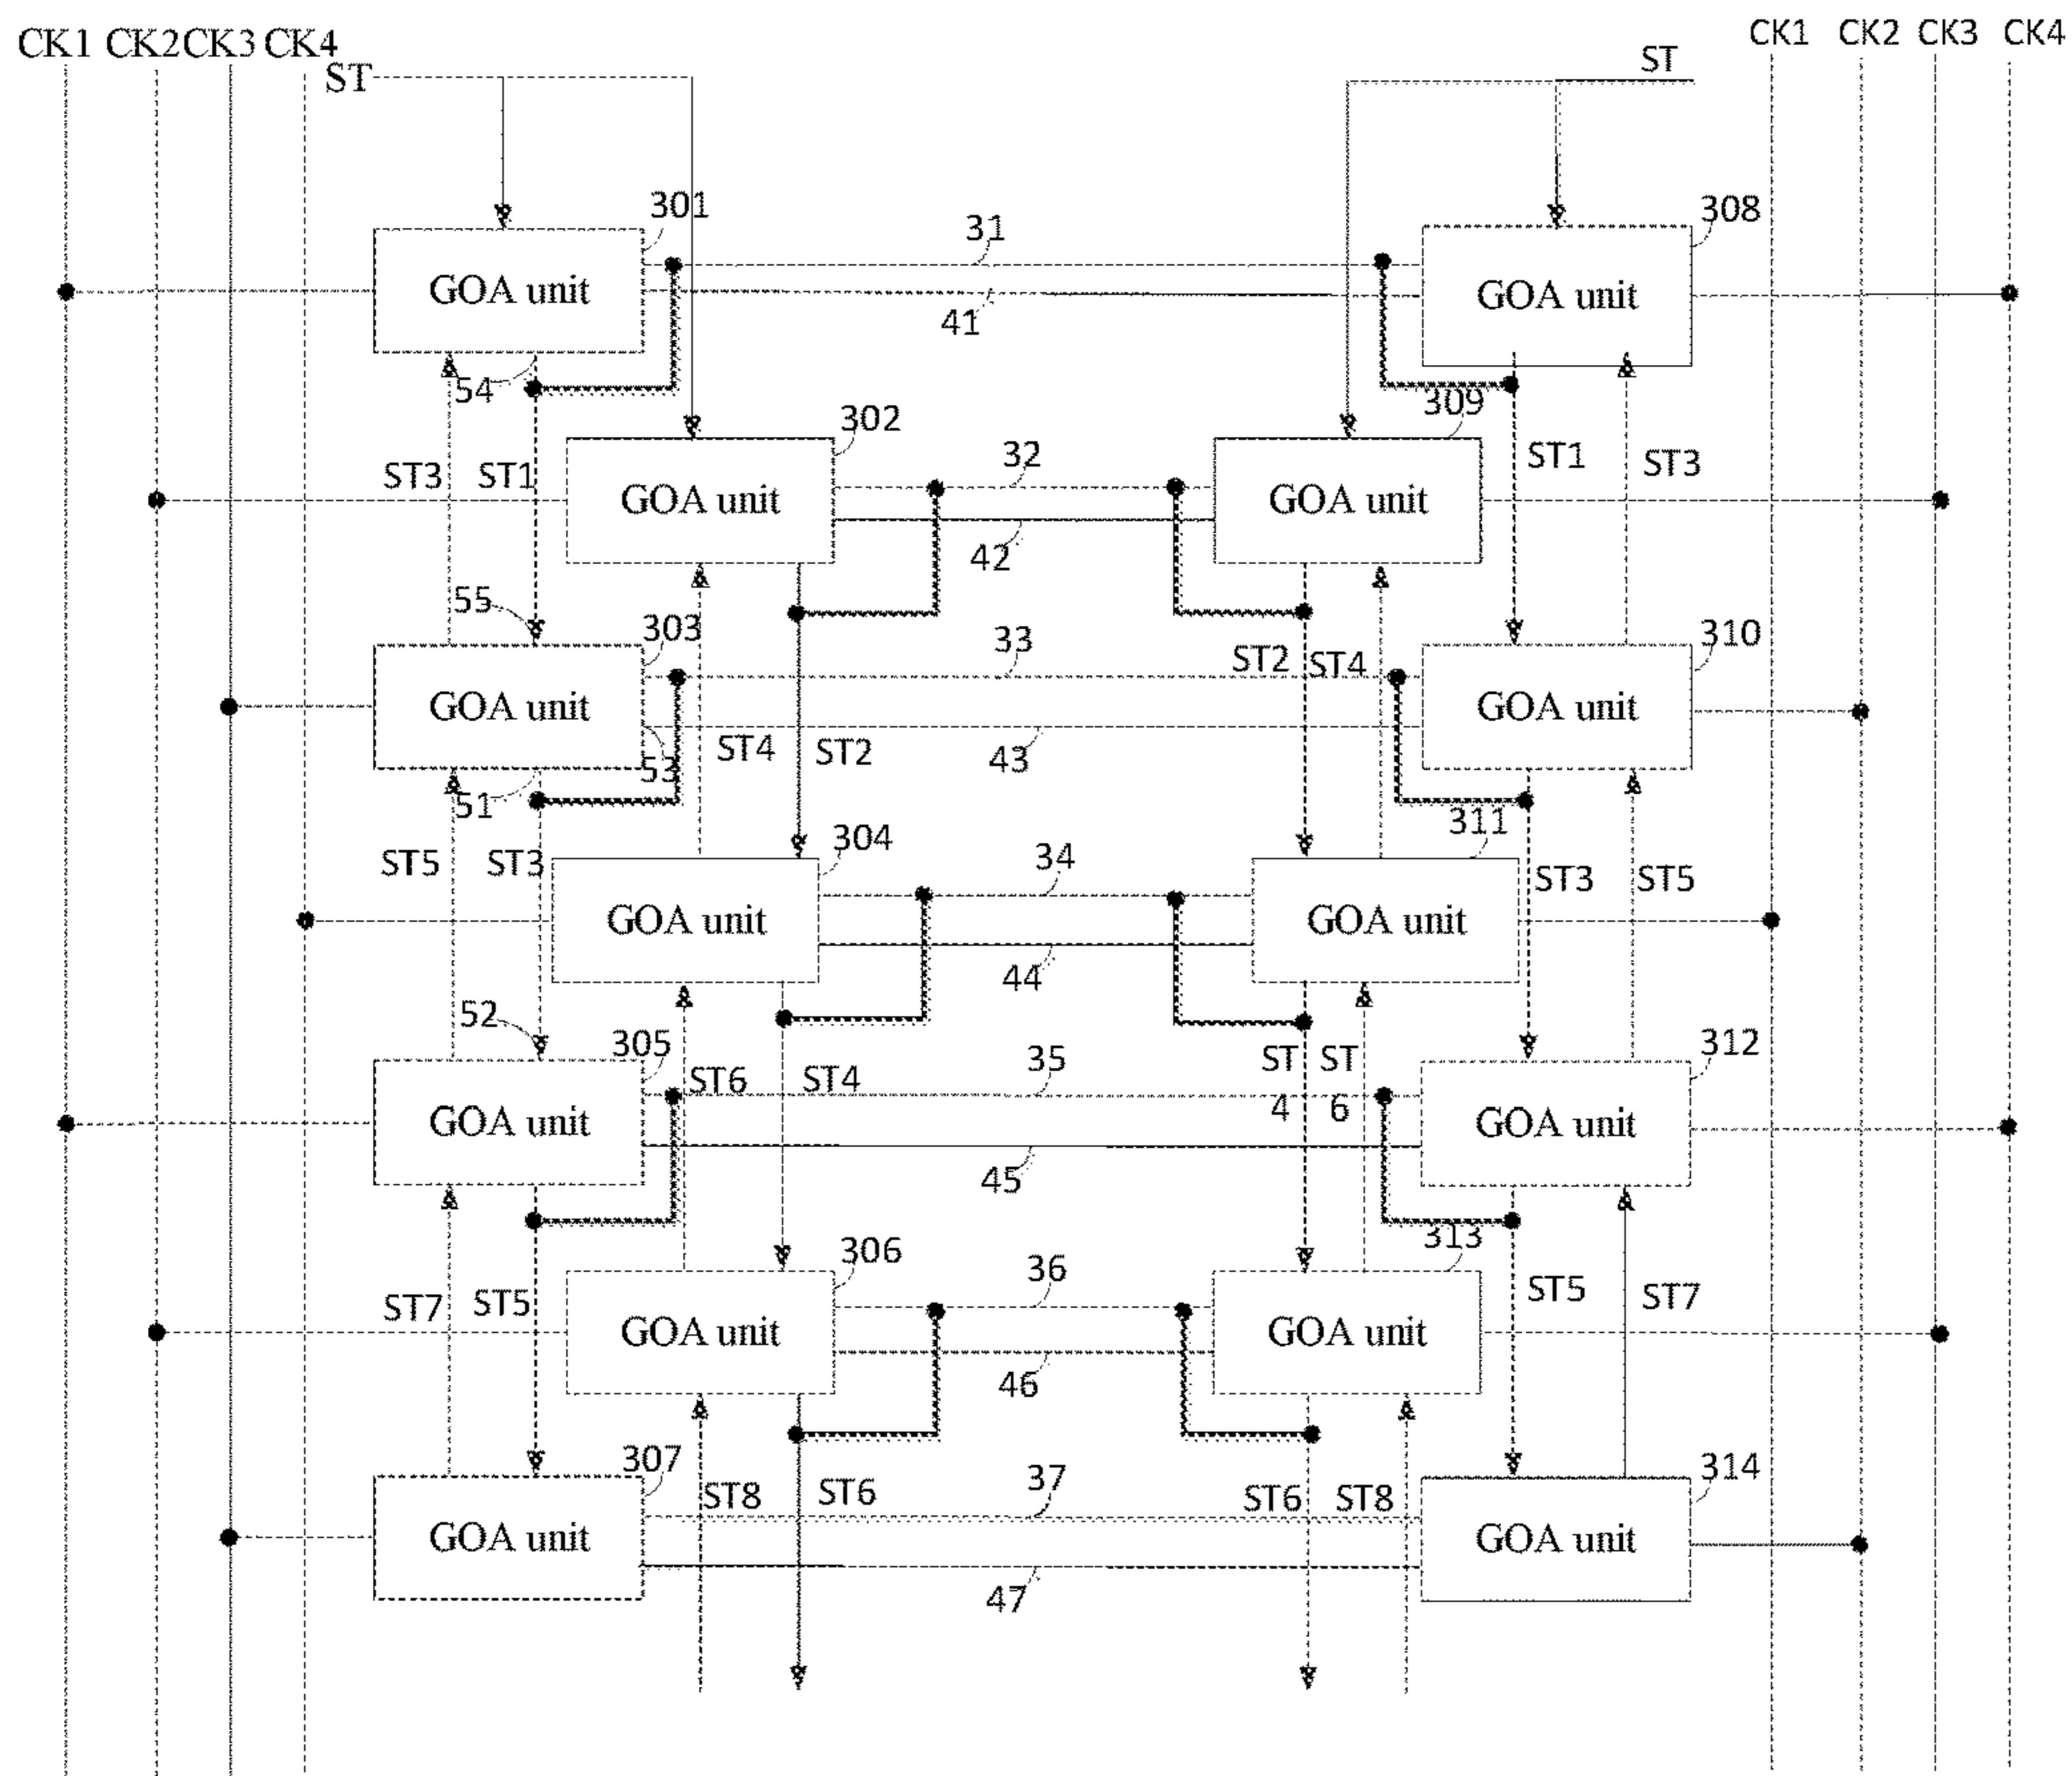 CK1 CK2 CK3 CK4
ST
ST
CK1 CK2 CK3 CK4
301
31
308
GOA unit
GOA unit
41
54
309
302
ST3 ST1
32
ST1 ST3
GOA unit
GOA unit
42
55
303
33
310
ST2 ST4
GOA unit
GOA unit
53
ST4 ST2
43
51
311
304
34
ST5 ST3
ST3 ST5
GOA unit
GOA unit
44
52
305
35
312
ST6 ST4
ST ST
4 6
GOA unit
GOA unit
45
313
306
36
ST7 ST5
ST5 ST7
GOA unit
GOA unit
46
307
37
314
ST8 ST6
ST6 ST8
GOA unit
GOA unit
47